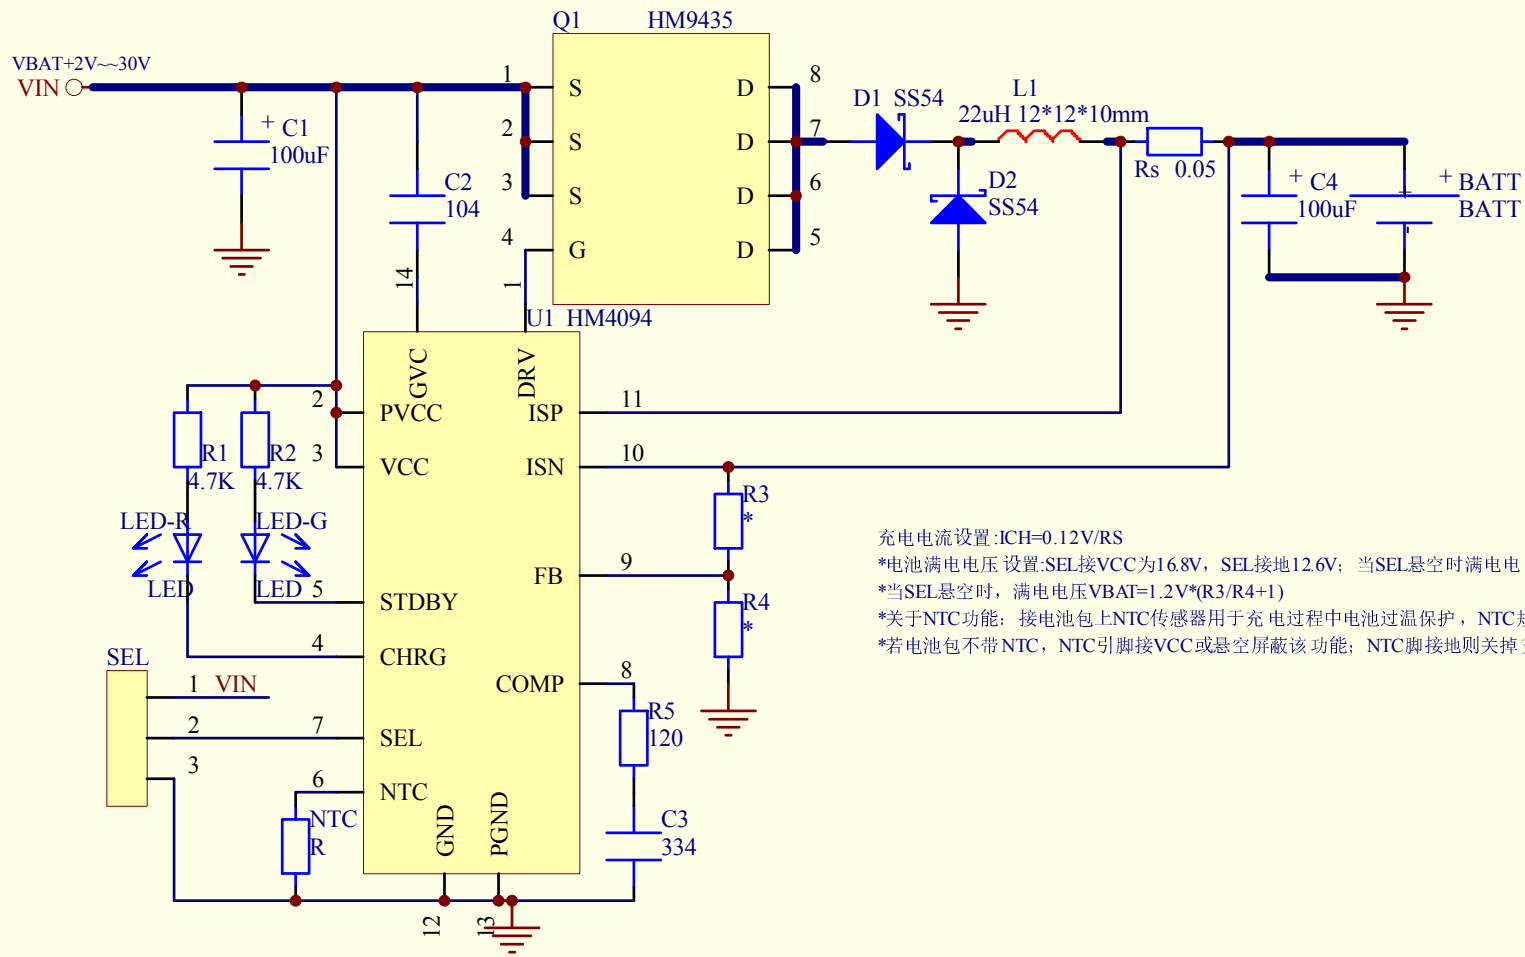 Q1 HM9435
VBAT+2V~~30V
VIN
1 S D 8
2 S D 7
3 S D 6
4 G D 5
+ C1
100uF
C2
104
14
1
D1 SS54
L1
22uH 12*12*10mm
D2
SS54
Rs 0.05
+ C4
100uF
+ BATT
BATT
U1 HM4094
GVC
DRV
2 PVCC
3 VCC
5 STDBY
4 CHRG
7 SEL
6 NTC
ISP 11
ISN 10
FB 9
COMP 8
GND
PGND
12
13
R1
4.7K
R2
4.7K
LED-R
LED
LED-G
LED
SEL
1 VIN
2
3
NTC
R
R3
*
R4
*
R5
120
C3
334
充电电流设置:ICH=0.12V/RS
*电池满电电压设置:SEL接VCC为16.8V，SEL接地12.6V；当SEL悬空时满电电
*当SEL悬空时，满电电压VBAT=1.2V*(R3/R4+1)
*关于NTC功能：接电池包上NTC传感器用于充电过程中电池过温保护，NTC
*若电池包不带NTC，NTC引脚接VCC或悬空屏蔽该功能；NTC脚接地则关掉